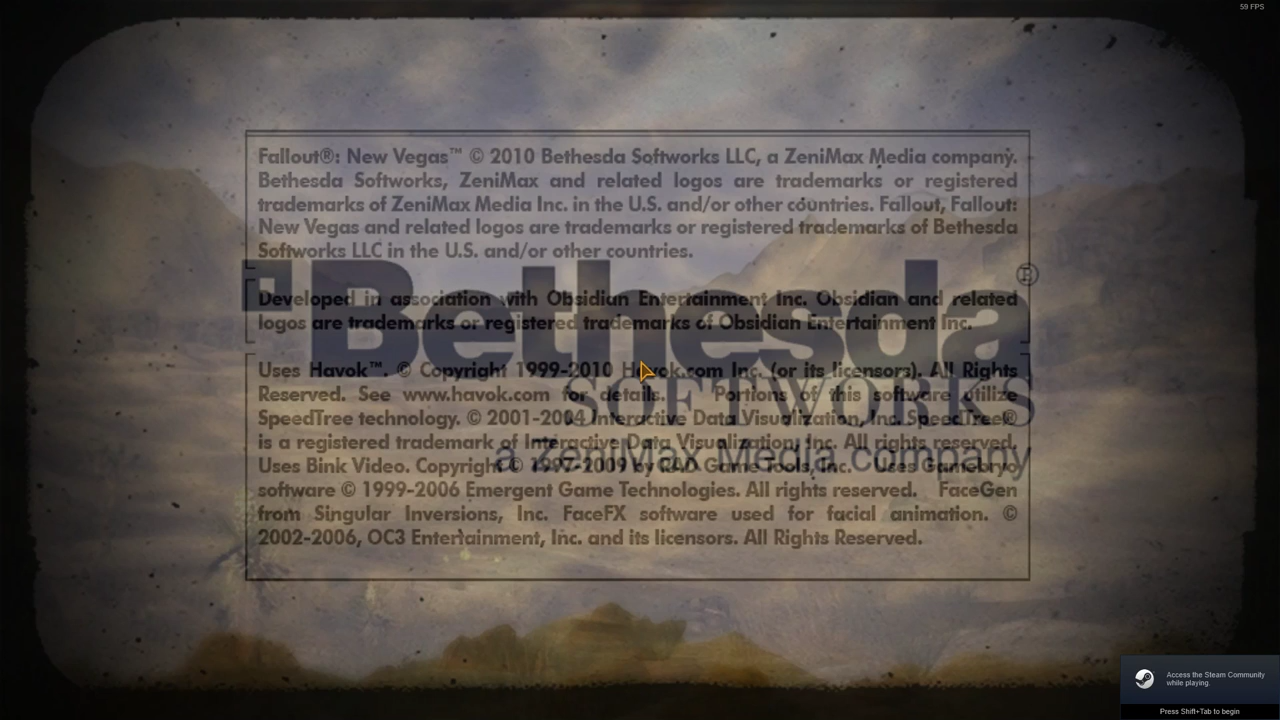 59 FPS
Fallout®: New Vegas™ © 2010 Bethesda Softworks LLC, a ZeniMax Media company.
Bethesda Softworks, ZeniMax and related logos are trademarks or registered
trademarks of ZeniMax Media Inc. in the U.S. and/or other countries. Fallout, Fallout:
New Vegas and related logos are trademarks or registered trademarks of Bethesda
Softworks LLC in the U.S. and/or other countries.
Bethesda®
SOFTWORKS
a ZeniMax Media company
Developed in association with Obsidian Entertainment Inc. Obsidian and related
logos are trademarks or registered trademarks of Obsidian Entertainment Inc.
Uses Havok™. © Copyright 1999-2010 Havok.com Inc. (or its licensors). All Rights
Reserved. See www.havok.com for details. Portions of this software utilize
SpeedTree technology. © 2001-2004 Interactive Data Visualization, Inc. SpeedTree®
is a registered trademark of Interactive Data Visualization, Inc. All rights reserved.
Uses Bink Video. Copyright © 1997-2009 by RAD Game Tools, Inc. Uses Gamebryo
software © 1999-2006 Emergent Game Technologies. All rights reserved. FaceGen
from Singular Inversions, Inc. FaceFX software used for facial animation. ©
2002-2006, OC3 Entertainment, Inc. and its licensors. All Rights Reserved.
Access the Steam Community
while playing.
Press Shift+Tab to begin